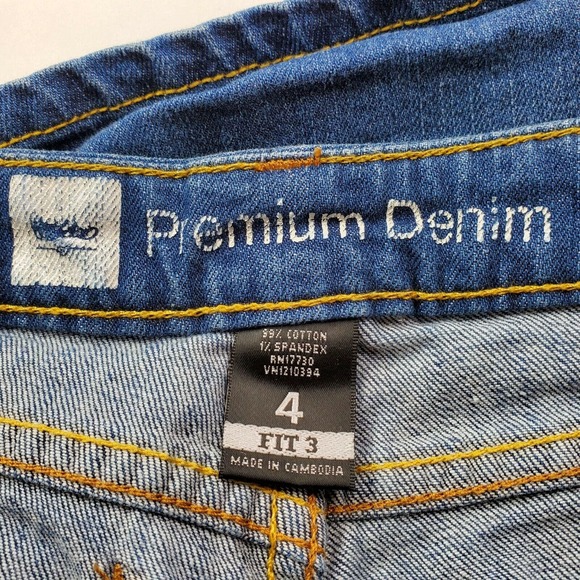 Premium Denim
99% COTTON
1% SPANDEX
RN17730
VN1210394
4
FIT 3
MADE IN CAMBODIA